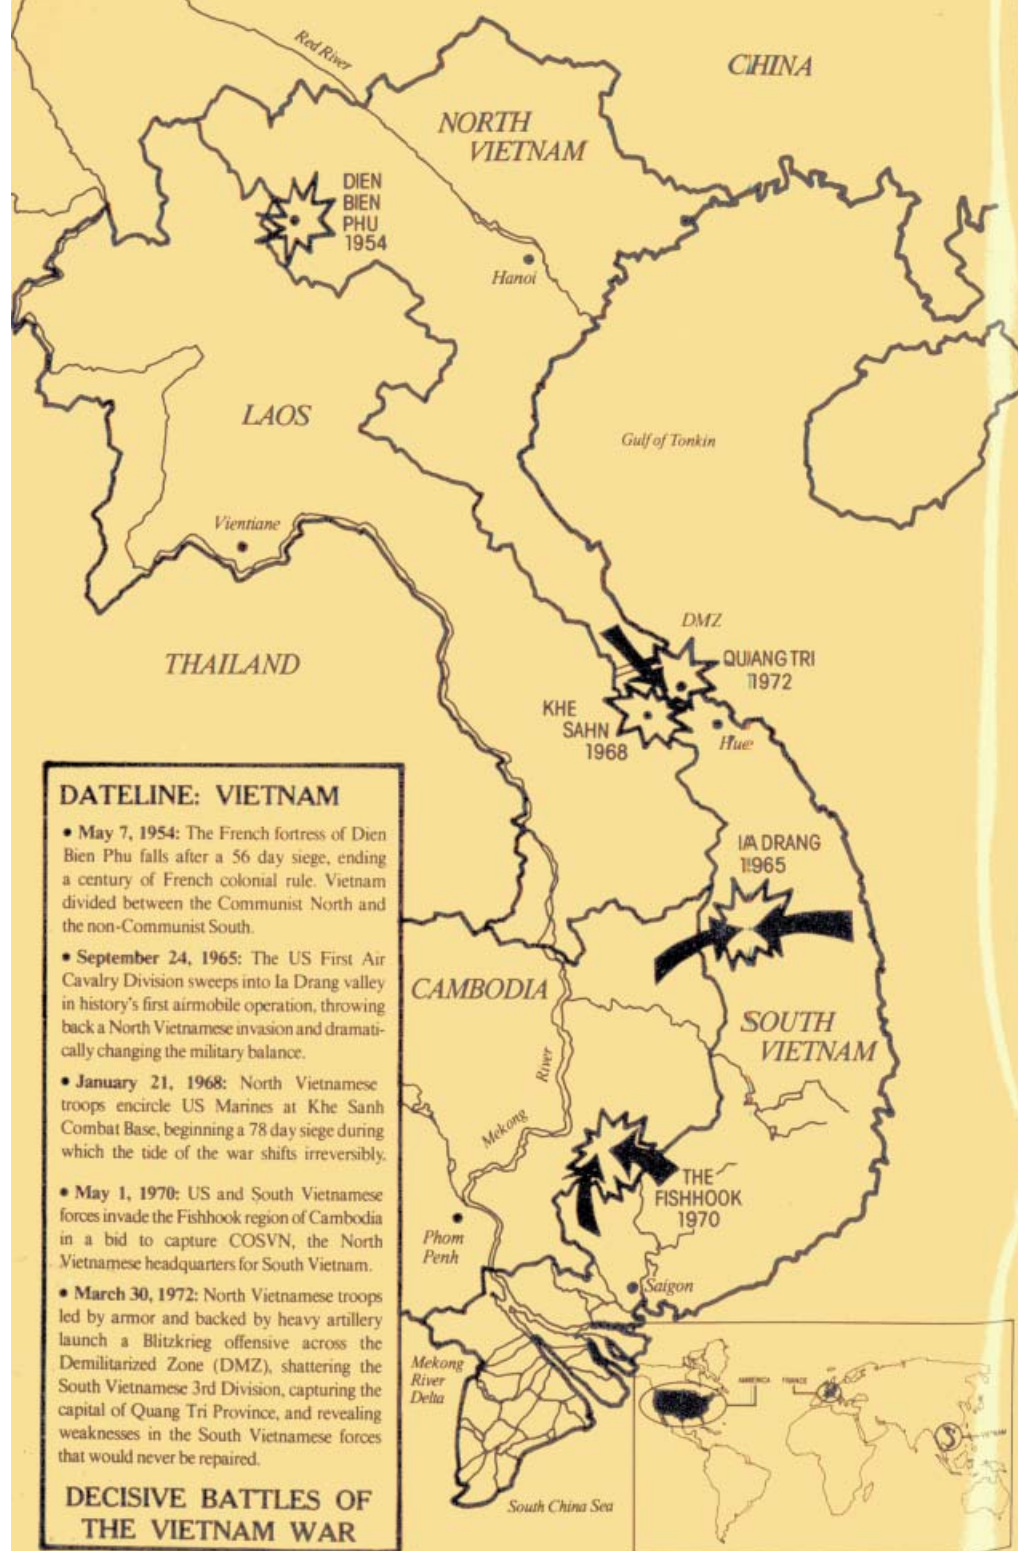 Red River
CHINA
NORTH
VIETNAM
DIEN
BIEN
PHU
1954
Hanoi
LAOS
Gulf of Tonkin
Vientiane
DMZ
THAILAND
QUANG TRI
1972
KHE
SAHN
1968
Hue
IA DRANG
1965
CAMBODIA
SOUTH
VIETNAM
River
Mekong
THE
FISHHOOK
1970
Phom
Penh
Saigon
Mekong
River
Delta
South China Sea
AMERICA
FRANCE
VIETNAM
DATELINE: VIETNAM
• May 7, 1954: The French fortress of Dien
Bien Phu falls after a 56 day siege, ending
a century of French colonial rule. Vietnam
divided between the Communist North and
the non-Communist South.
• September 24, 1965: The US First Air
Cavalry Division sweeps into Ia Drang valley
in history's first airmobile operation, throwing
back a North Vietnamese invasion and dramati-
cally changing the military balance.
• January 21, 1968: North Vietnamese
troops encircle US Marines at Khe Sanh
Combat Base, beginning a 78 day siege during
which the tide of the war shifts irreversibly.
• May 1, 1970: US and South Vietnamese
forces invade the Fishhook region of Cambodia
in a bid to capture COSVN, the North
Vietnamese headquarters for South Vietnam.
• March 30, 1972: North Vietnamese troops
led by armor and backed by heavy artillery
launch a Blitzkrieg offensive across the
Demilitarized Zone (DMZ), shattering the
South Vietnamese 3rd Division, capturing the
capital of Quang Tri Province, and revealing
weaknesses in the South Vietnamese forces
that would never be repaired.
DECISIVE BATTLES OF
THE VIETNAM WAR